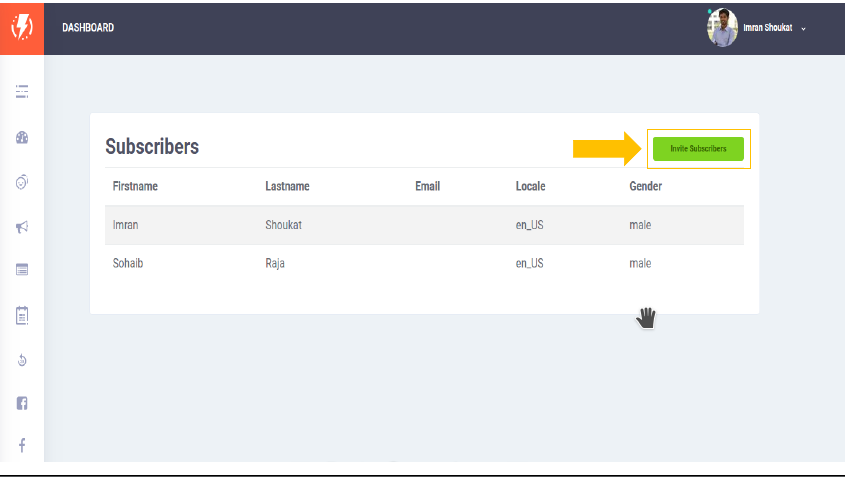 DASHBOARD
Imran Shoukat
Subscribers
Invite Subscribers
Firstname Lastname Email Locale Gender
Imran Shoukat en_US male
Sohaib Raja en_US male